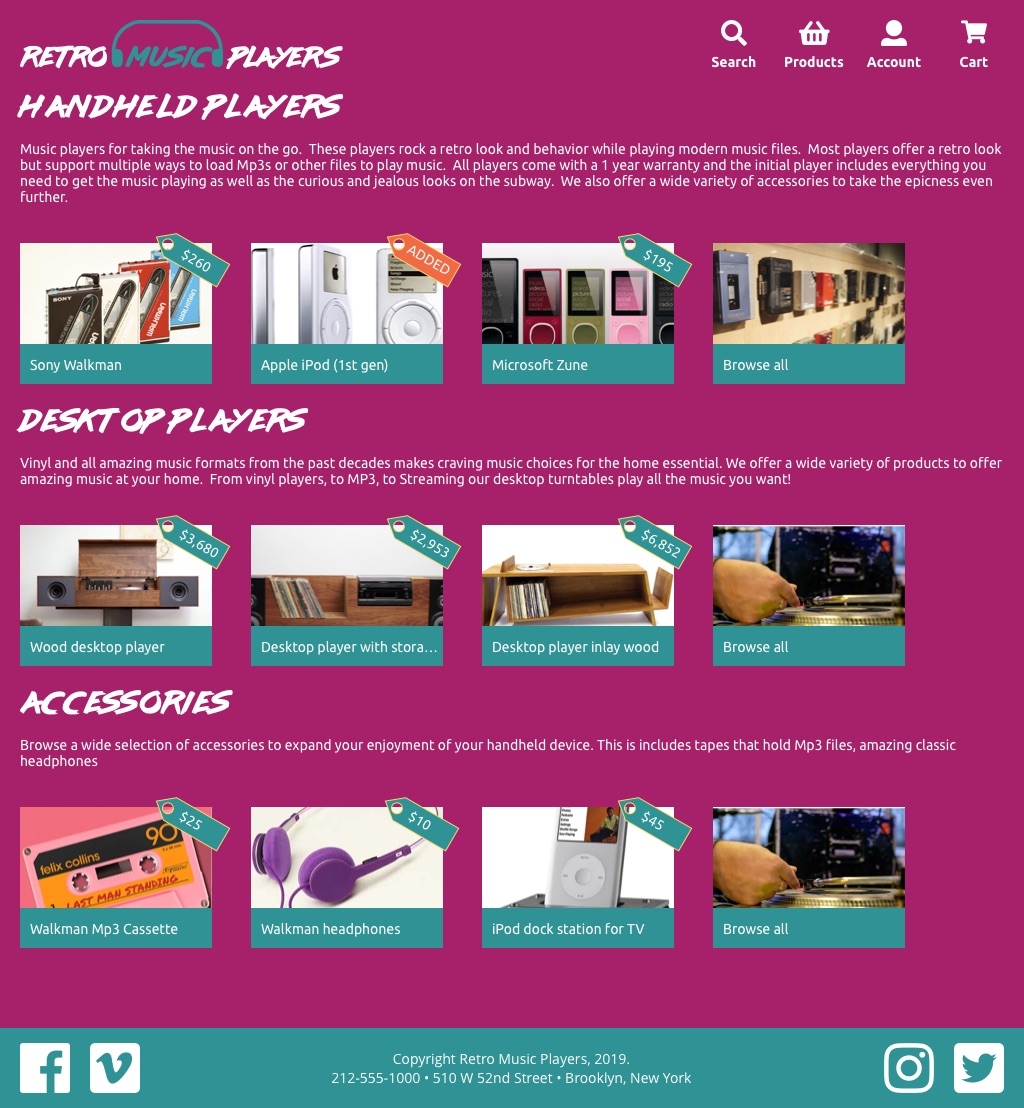 RETRO MUSIC PLAYERS
Search Products Account Cart
HANDHELD PLAYERS
Music players for taking the music on the go. These players rock a retro look and behavior while playing modern music files. Most players offer a retro look
but support multiple ways to load Mp3s or other files to play music. All players come with a 1 year warranty and the initial player includes everything you
need to get the music playing as well as the curious and jealous looks on the subway. We also offer a wide variety of accessories to take the epicness even
further.
$260 ADDED $195
SONY
Sony Walkman
Apple iPod (1st gen)
Microsoft Zune
Browse all
DESKTOP PLAYERS
Vinyl and all amazing music formats from the past decades makes craving music choices for the home essential. We offer a wide variety of products to offer
amazing music at your home. From vinyl players, to MP3, to Streaming our desktop turntables play all the music you want!
$3,680 $2,953 $6,852
Wood desktop player
Desktop player with stora...
Desktop player inlay wood
Browse all
ACCESSORIES
Browse a wide selection of accessories to expand your enjoyment of your handheld device. This is includes tapes that hold Mp3 files, amazing classic
headphones
$25 $10 $45
90
felix collins
LAST MAN STANDING
Walkman Mp3 Cassette
Walkman headphones
iPod dock station for TV
Browse all
Copyright Retro Music Players, 2019.
212-555-1000 • 510 W 52nd Street • Brooklyn, New York